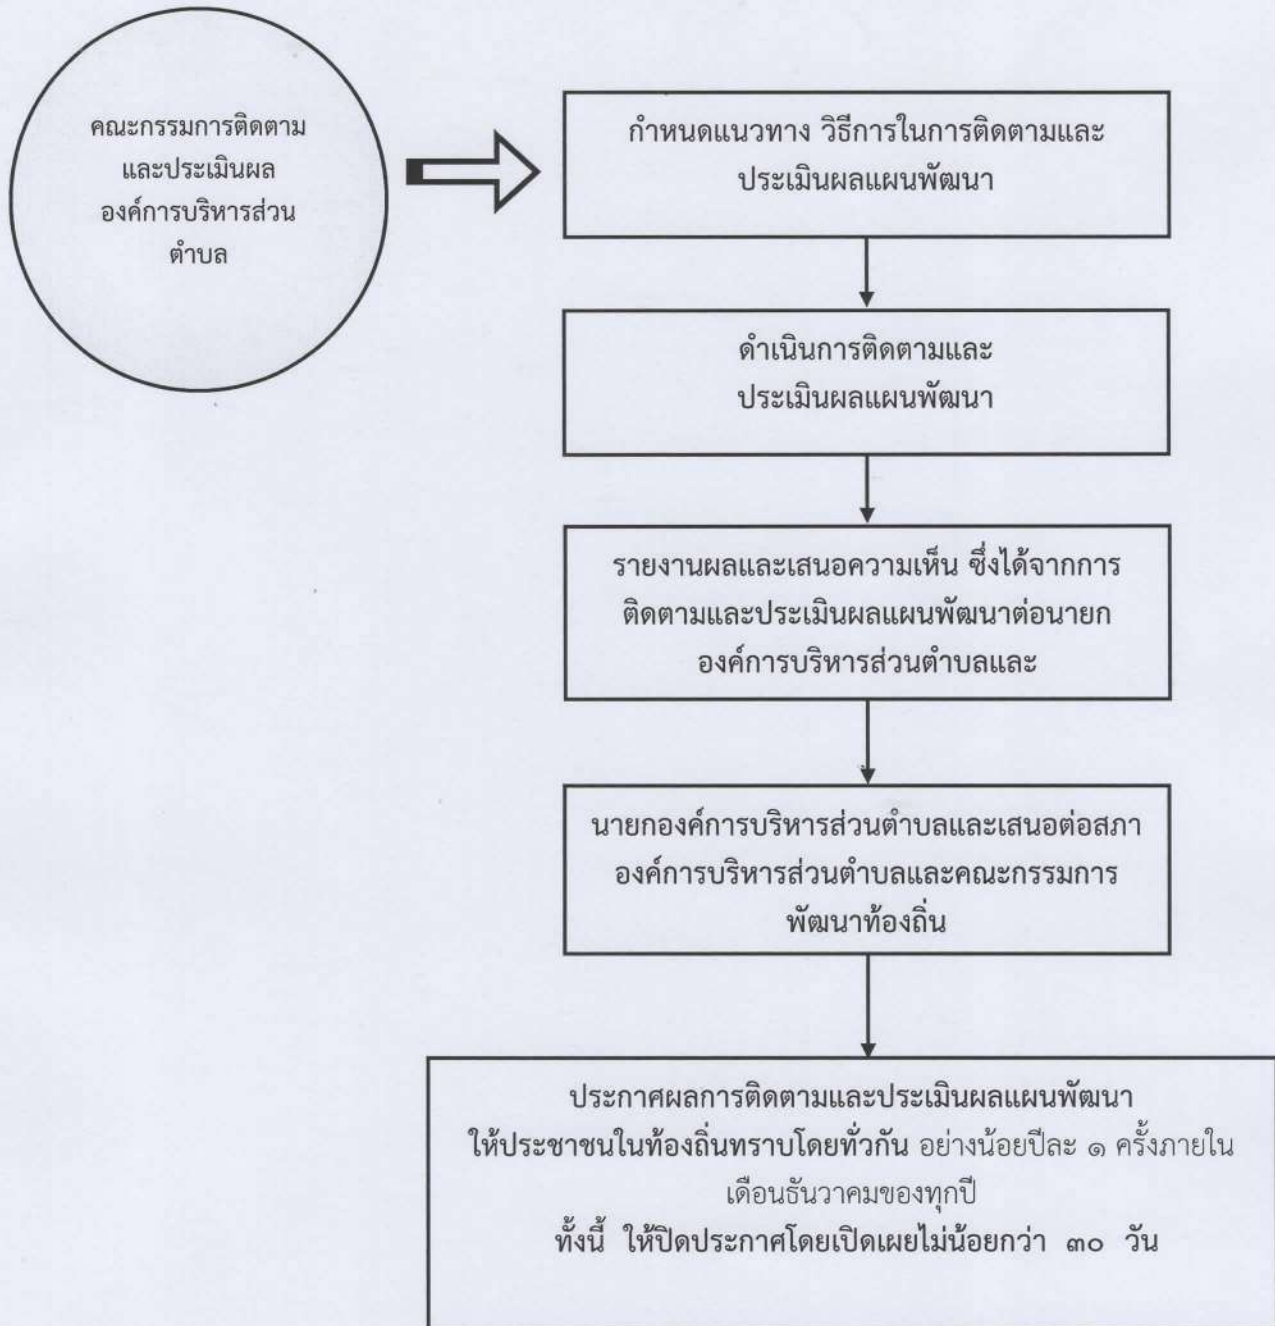 คณะกรรมการติดตาม
และประเมินผล
องค์การบริหารส่วน
ตำบล
กำหนดแนวทาง วิธีการในการติดตามและ
ประเมินผลแผนพัฒนา
ดำเนินการติดตามและ
ประเมินผลแผนพัฒนา
รายงานผลและเสนอความเห็น ซึ่งได้จากการ
ติดตามและประเมินผลแผนพัฒนาต่อนายก
องค์การบริหารส่วนตำบลและ
นายกองค์การบริหารส่วนตำบลและเสนอต่อสภา
องค์การบริหารส่วนตำบลและคณะกรรมการ
พัฒนาท้องถิ่น
ประกาศผลการติดตามและประเมินผลแผนพัฒนา
ให้ประชาชนในท้องถิ่นทราบโดยทั่วกัน อย่างน้อยปีละ ๑ ครั้งภายใน
เดือนธันวาคมของทุกปี
ทั้งนี้ ให้ปิดประกาศโดยเปิดเผยไม่น้อยกว่า ๓๐ วัน